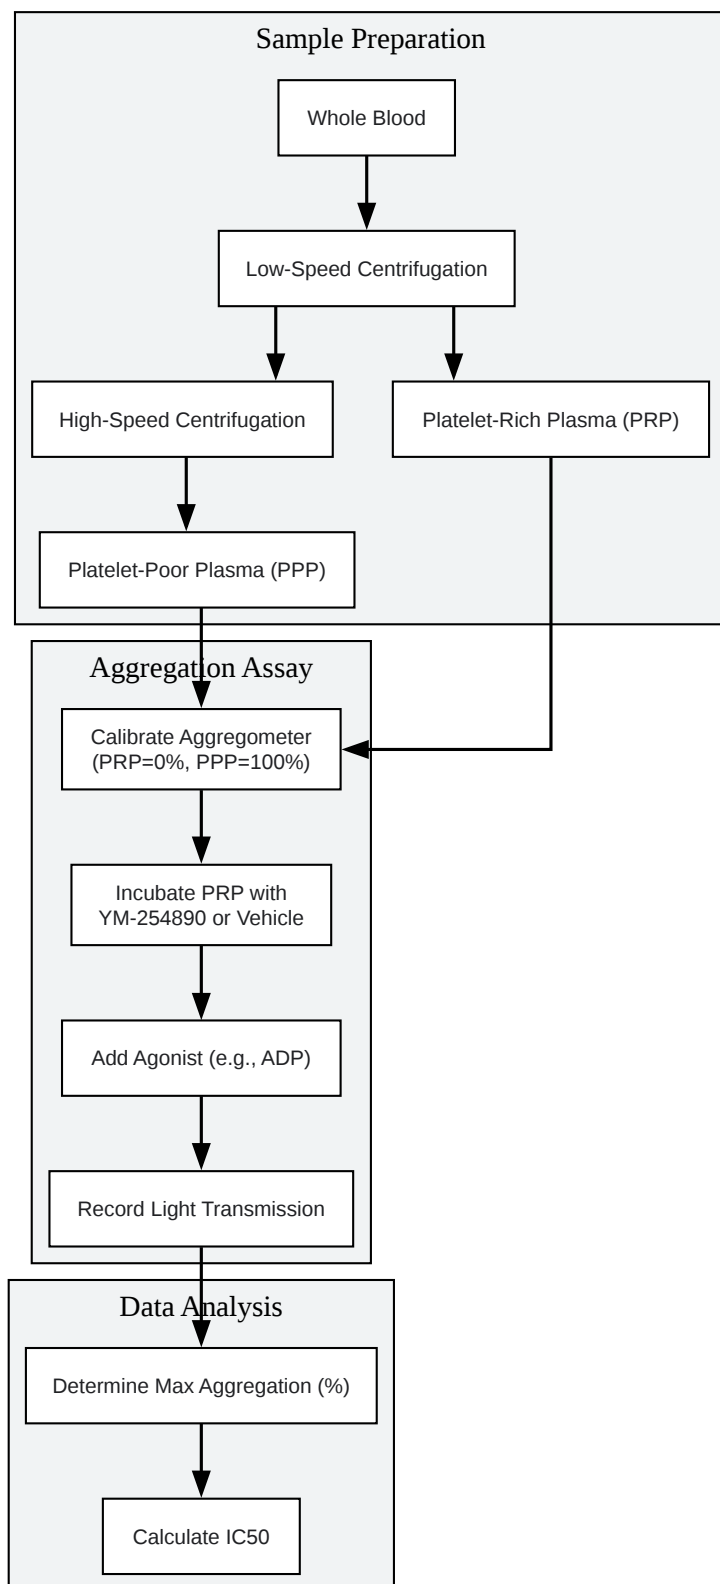 Sample Preparation
Whole Blood
Low-Speed Centrifugation
High-Speed Centrifugation
Platelet-Rich Plasma (PRP)
Platelet-Poor Plasma (PPP)
Aggregation Assay
Calibrate Aggregometer
(PRP=0%, PPP=100%)
Incubate PRP with
YM-254890 or Vehicle
Add Agonist (e.g., ADP)
Record Light Transmission
Data Analysis
Determine Max Aggregation (%)
Calculate IC50